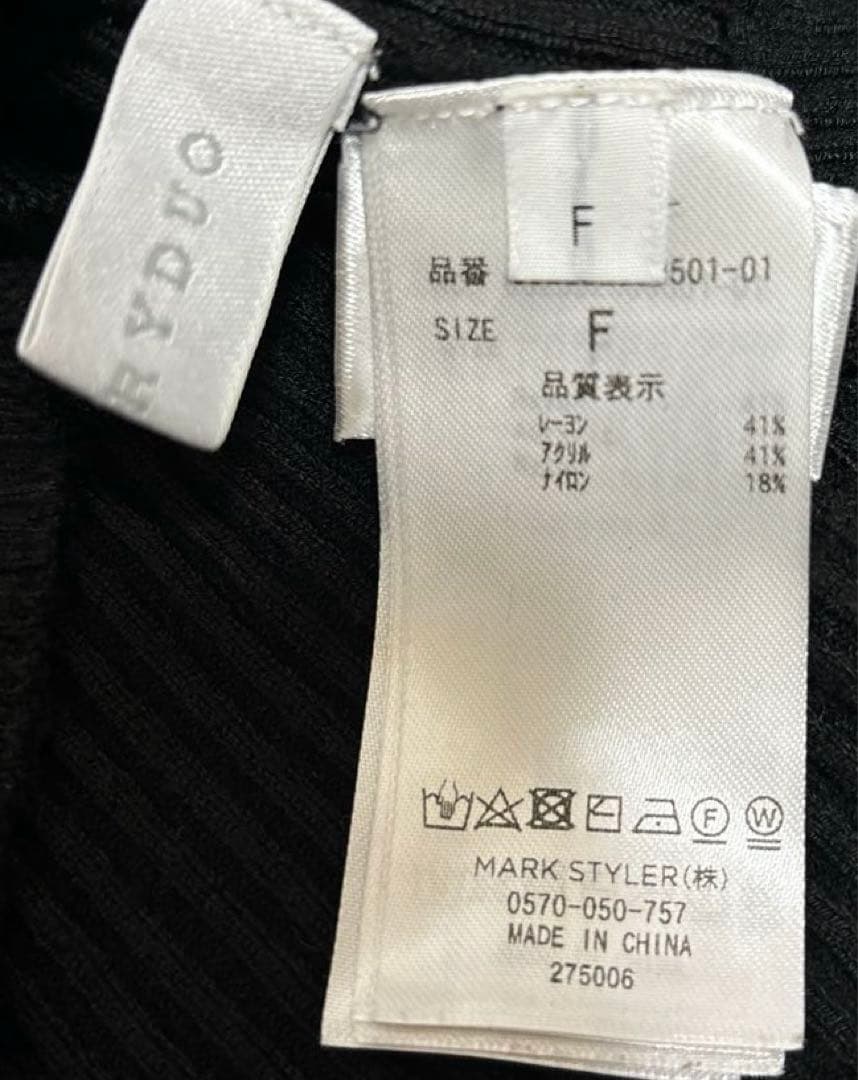 RYDUO
F
品番 501-01
SIZE F
品質表示
レーヨン 41%
アクリル 41%
ナイロン 18%
F W
MARK STYLER(株)
0570-050-757
MADE IN CHINA
275006